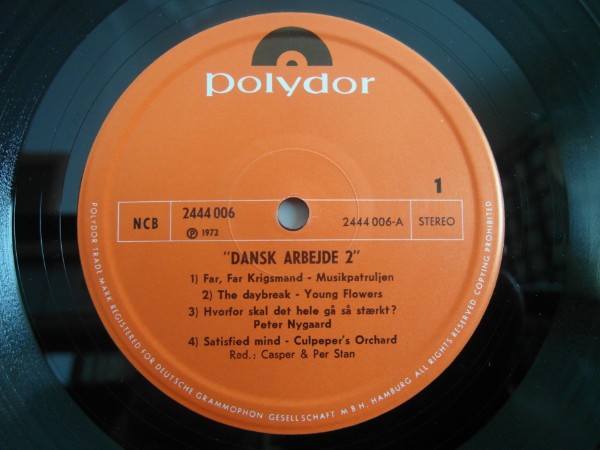 polydor
1
NCB
2444 006
℗ 1972
2444 006-A
STEREO
"DANSK ARBEJDE 2"
1) Far, Far Krigsmand - Musikpatruljen
2) The daybreak - Young Flowers
3) Hvorfor skal det hele gå så stærkt?
Peter Nygaard
4) Satisfied mind - Culpeper's Orchard
Red.: Casper & Per Stan
POLYDOR TRADE MARK REGISTERED FOR DEUTSCHE GRAMMOPHON GESELLSCHAFT M B H. HAMBURG ALL RIGHTS RESERVED COPYING PROHIBITED